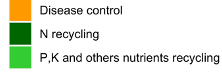 Disease control
N recycling
P,K and others nutrients recycling